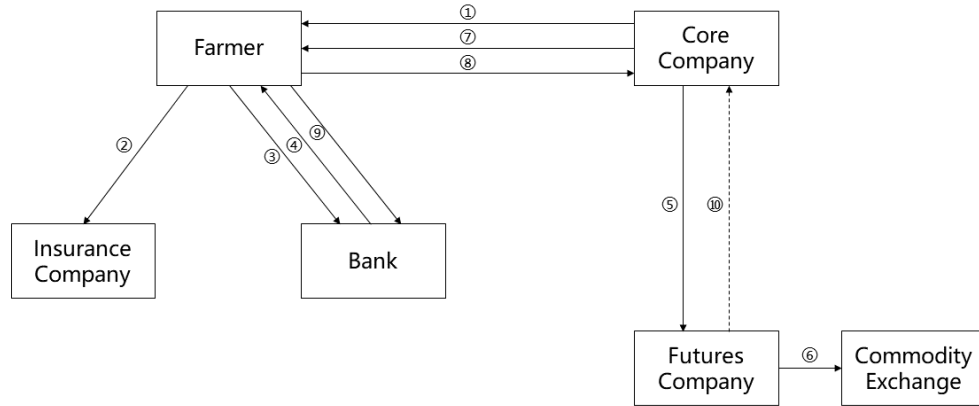 ①
Farmer
⑦
Core
Company
⑧
②
③
④
⑨
Insurance
Company
Bank
⑤
⑩
Futures
Company
⑥
Commodity
Exchange